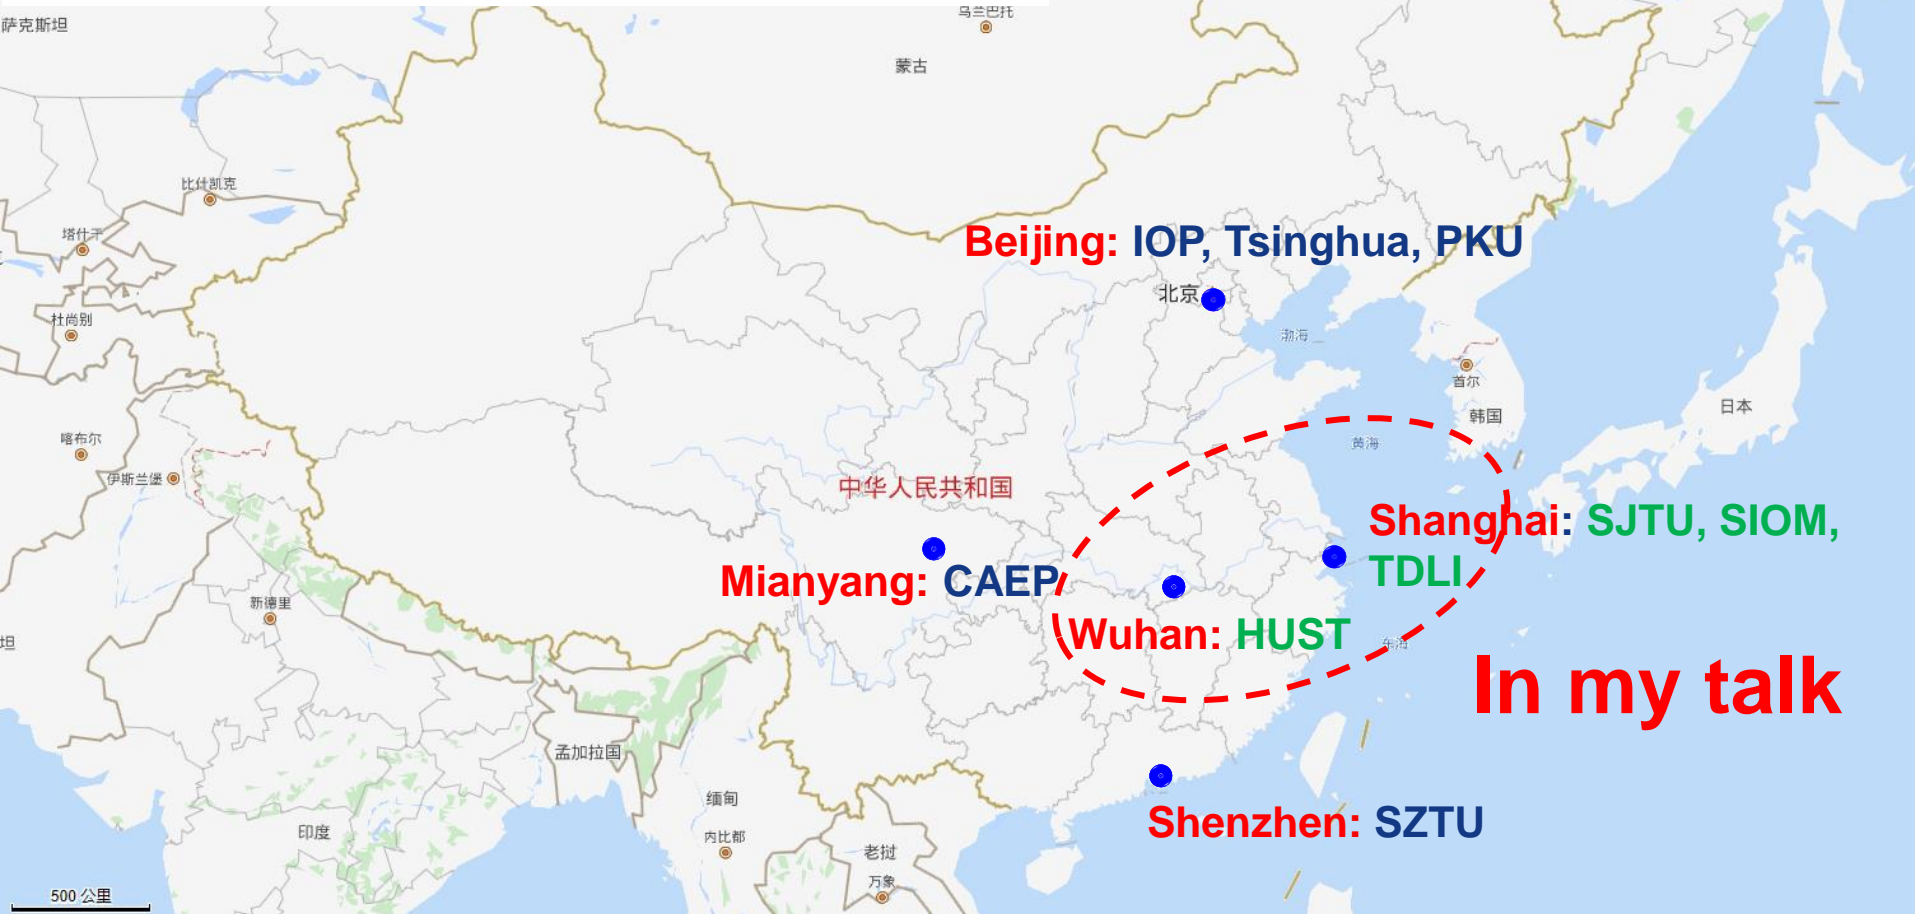 乌兰巴托
萨克斯坦
蒙古
比什凯克
塔什干
Beijing: IOP, Tsinghua, PKU
北京
杜尚别
渤海
首尔
日本
韩国
喀布尔
黄海
伊斯兰堡
中华人民共和国
Shanghai: SJTU, SIOM,
TDLI
Mianyang: CAEP
新德里
Wuhan: HUST
东海
坦
In my talk
孟加拉国
缅甸
Shenzhen: SZTU
印度
内比都
老挝
万象
500 公里